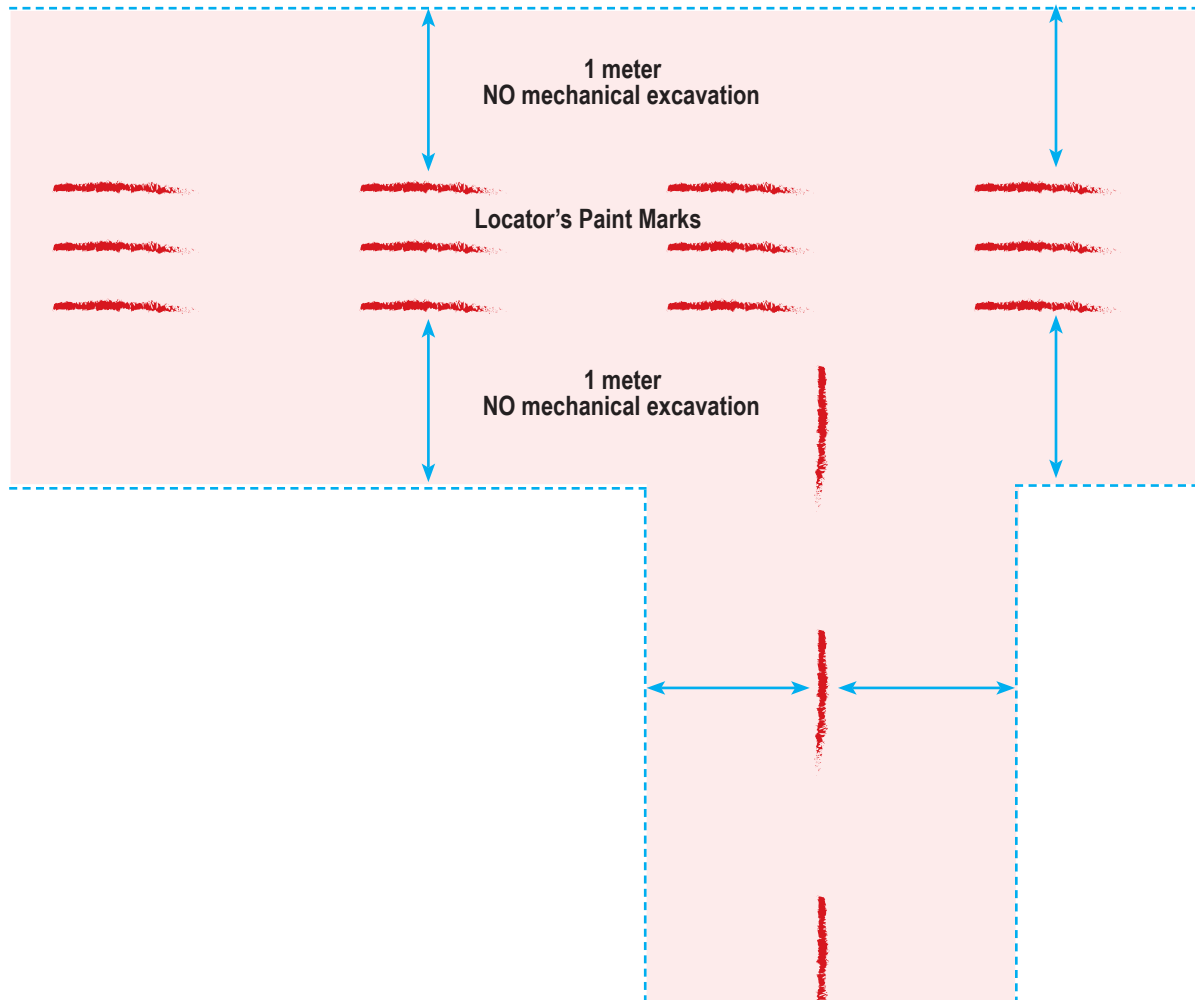 1 meter
NO mechanical excavation
Locator’s Paint Marks
1 meter
NO mechanical excavation